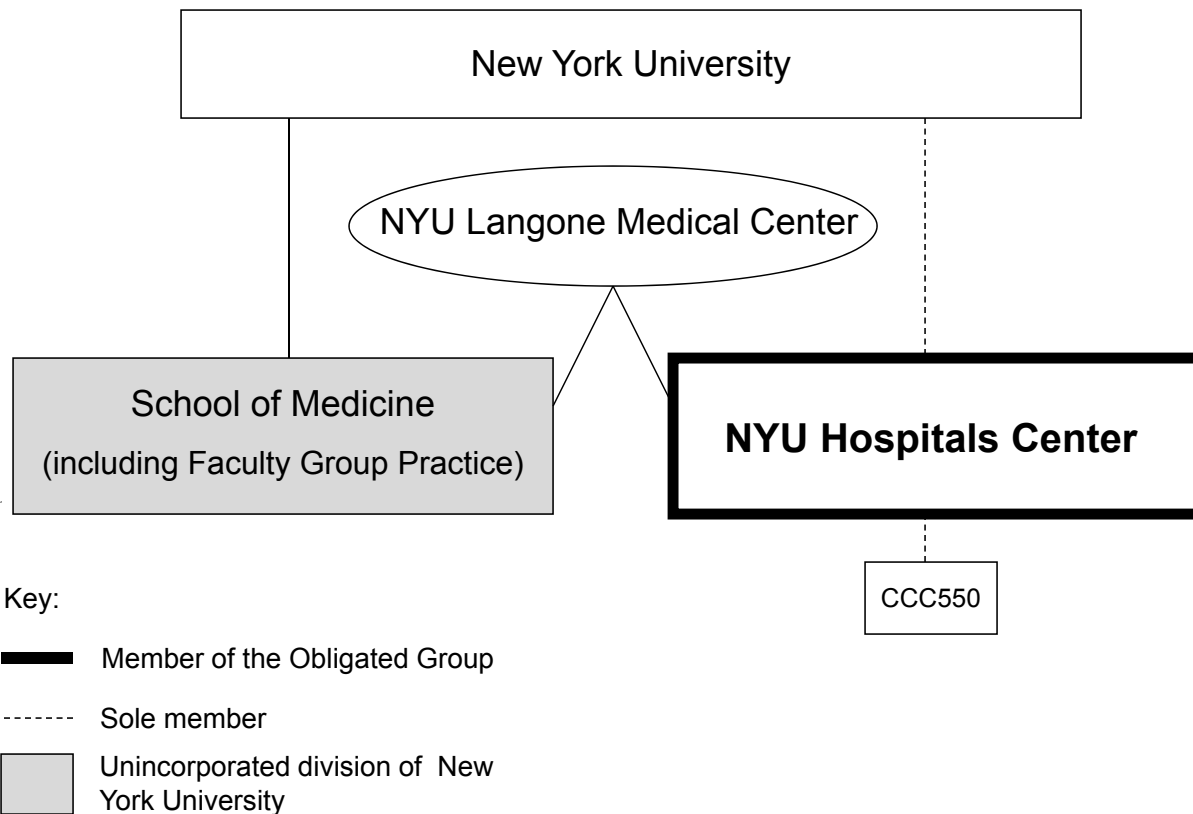 New York University
NYU Langone Medical Center
School of Medicine
(including Faculty Group Practice)
NYU Hospitals Center
CCC550
Key:
Member of the Obligated Group
Sole member
Unincorporated division of New
York University